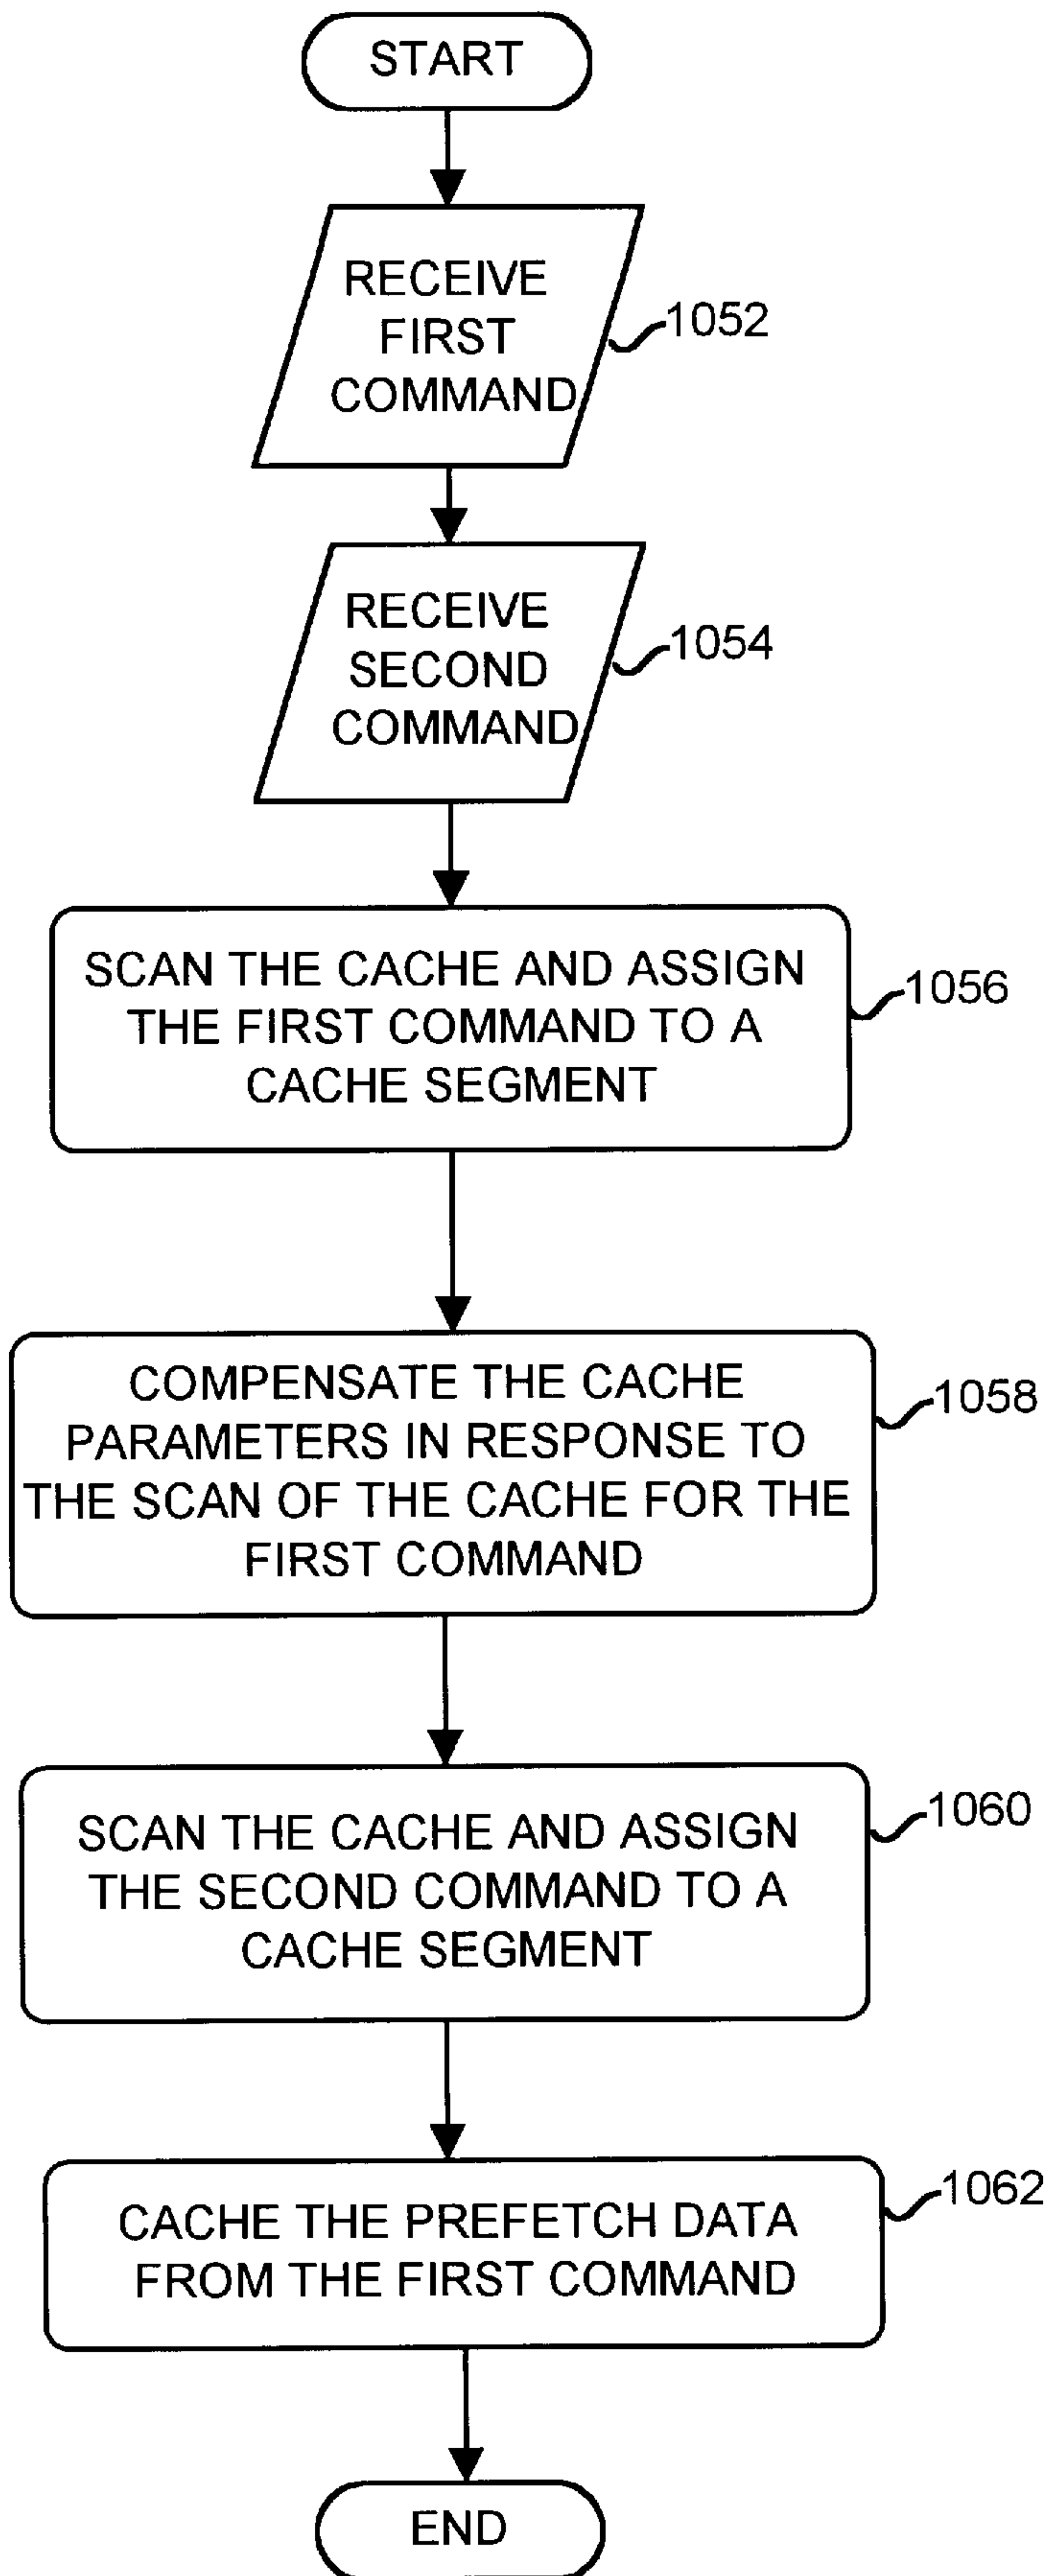 START
RECEIVE
FIRST
COMMAND
1052
RECEIVE
SECOND
COMMAND
1054
SCAN THE CACHE AND ASSIGN
THE FIRST COMMAND TO A
CACHE SEGMENT
1056
COMPENSATE THE CACHE
PARAMETERS IN RESPONSE TO
THE SCAN OF THE CACHE FOR THE
FIRST COMMAND
1058
SCAN THE CACHE AND ASSIGN
THE SECOND COMMAND TO A
CACHE SEGMENT
1060
CACHE THE PREFETCH DATA
FROM THE FIRST COMMAND
1062
END